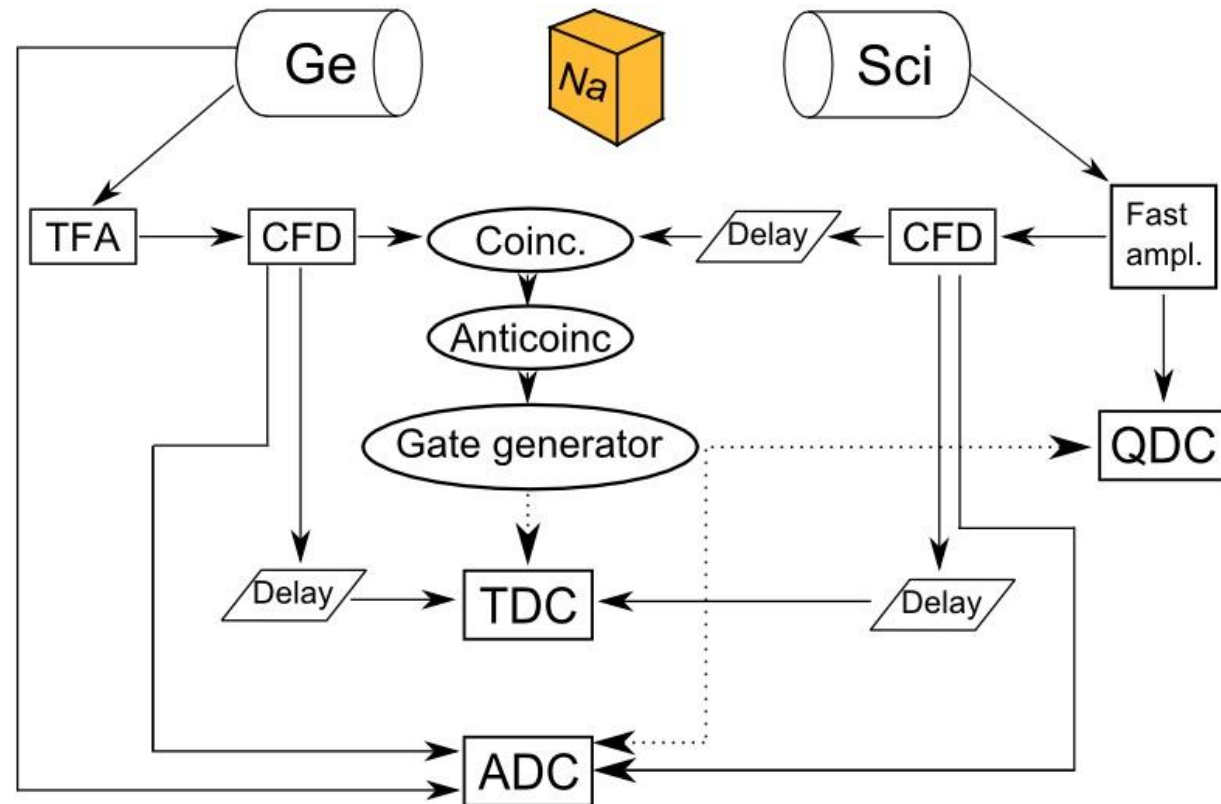 Ge
Na
Sci
TFA
CFD
Coinc.
Delay
CFD
Fast
ampl.
Anticoinc
Gate generator
QDC
Delay
TDC
Delay
ADC